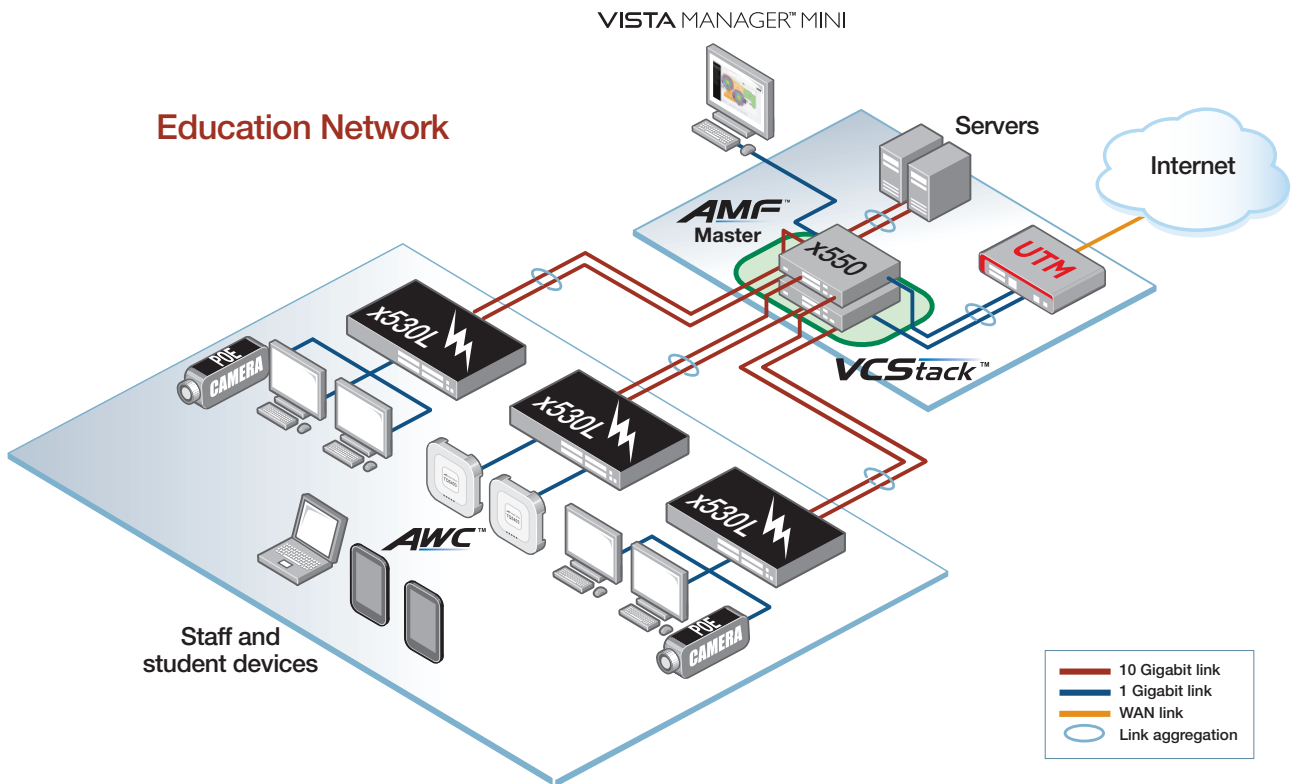 VISTA MANAGER™ MINI
Education Network
Servers
Internet
AMF™
Master
x550
UTM
VCStack™
x530L
x530L
x530L
POE
CAMERA
AWC™
POE
CAMERA
Staff and
student devices
10 Gigabit link
1 Gigabit link
WAN link
Link aggregation